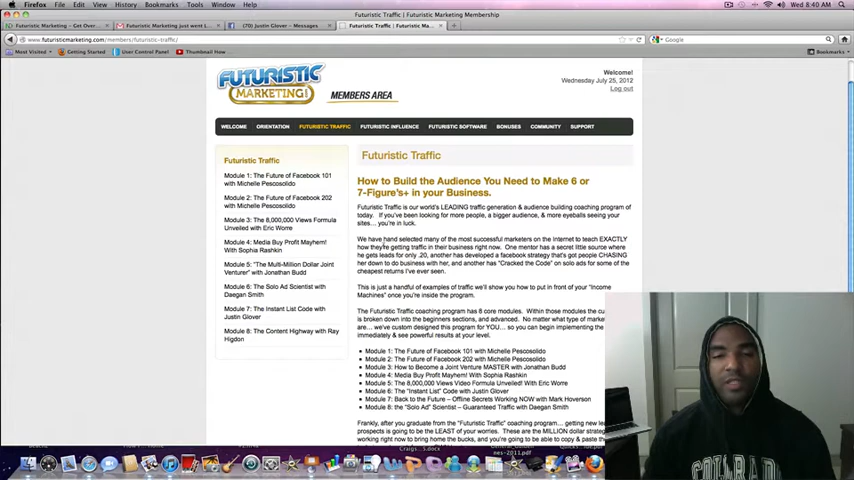 Firefox File Edit View History Bookmarks Tools Window Help Wed 8:40 AM
Futuristic Traffic | Futuristic Marketing Membership
Futuristic Marketing – Get Over... Futuristic Marketing just went L... (70) Justin Glover – Messages Futuristic Traffic | Futuristic Ma...
www.futuristicmarketing.com/members/futuristic-traffic/ Google
Most Visited Getting Started User Control Panel Thumbnail How... Bookmarks
FUTURISTIC
MARKETING
MEMBERS AREA
Welcome!
Wednesday July 25, 2012
Log out
WELCOME ORIENTATION FUTURISTIC TRAFFIC FUTURISTIC INFLUENCE FUTURISTIC SOFTWARE BONUSES COMMUNITY SUPPORT
Futuristic Traffic
Module 1: The Future of Facebook 101
with Michelle Pescosolido
Module 2: The Future of Facebook 202
with Michelle Pescosolido
Module 3: The 8,000,000 Views Formula
Unveiled! with Eric Worre
Module 4: Media Buy Profit Mayhem!
With Sophia Rashkin
Module 5: "The Multi-Million Dollar Joint
Venturer" with Jonathan Budd
Module 6: The Solo Ad Scientist with
Daegan Smith
Module 7: The Instant List Code with
Justin Glover
Module 8: The Content Highway with Ray
Higdon
Futuristic Traffic
How to Build the Audience You Need to Make 6 or
7-Figure's+ in your Business.
Futuristic Traffic is our world's LEADING traffic generation & audience building coaching program of
today. If you've been looking for more people, a bigger audience, & more eyeballs seeing your
sites... you're in luck.
We have hand selected many of the most successful marketers on the Internet to teach EXACTLY
how they're getting traffic in their business right now. One mentor has a secret little source where
he gets leads for only .20, another has developed a facebook strategy that's got people CHASING
her down to do business with her, and another has "Cracked the Code" on solo ads for some of the
cheapest returns I've ever seen.
This is just a handful of examples of traffic we'll show you how to put in front of your "Income
Machines" once you're inside the program.
The Futuristic Traffic coaching program has 8 core modules. Within those modules the cu
is broken down into the beginners sections, and advanced. No matter what type of marke
are... we've custom designed this program for YOU... so you can begin implementing the
immediately & see powerful results at your level.
Module 1: The Future of Facebook 101 with Michelle Pescosolido
Module 2: The Future of Facebook 202 with Michelle Pescosolido
Module 3: How to Become a Joint Venture MASTER with Jonathan Budd
Module 4: Media Buy Profit Mayhem! With Sophia Rashkin
Module 5: The 8,000,000 Views Video Formula Unveiled! With Eric Worre
Module 6: The "Instant List" Code with Justin Glover
Module 7: Back to the Future – Offline Secrets Working NOW with Mark Hoverson
Module 8: the "Solo Ad" Scientist – Guaranteed Traffic with Daegan Smith
Frankly, after you graduate from the "Futuristic Traffic" coaching program... getting new le
prospects is going to be the LEAST of your worries. These are the MILLION dollar strateg
working right now to bring home the bucks, and you're going to be able to copy & paste th